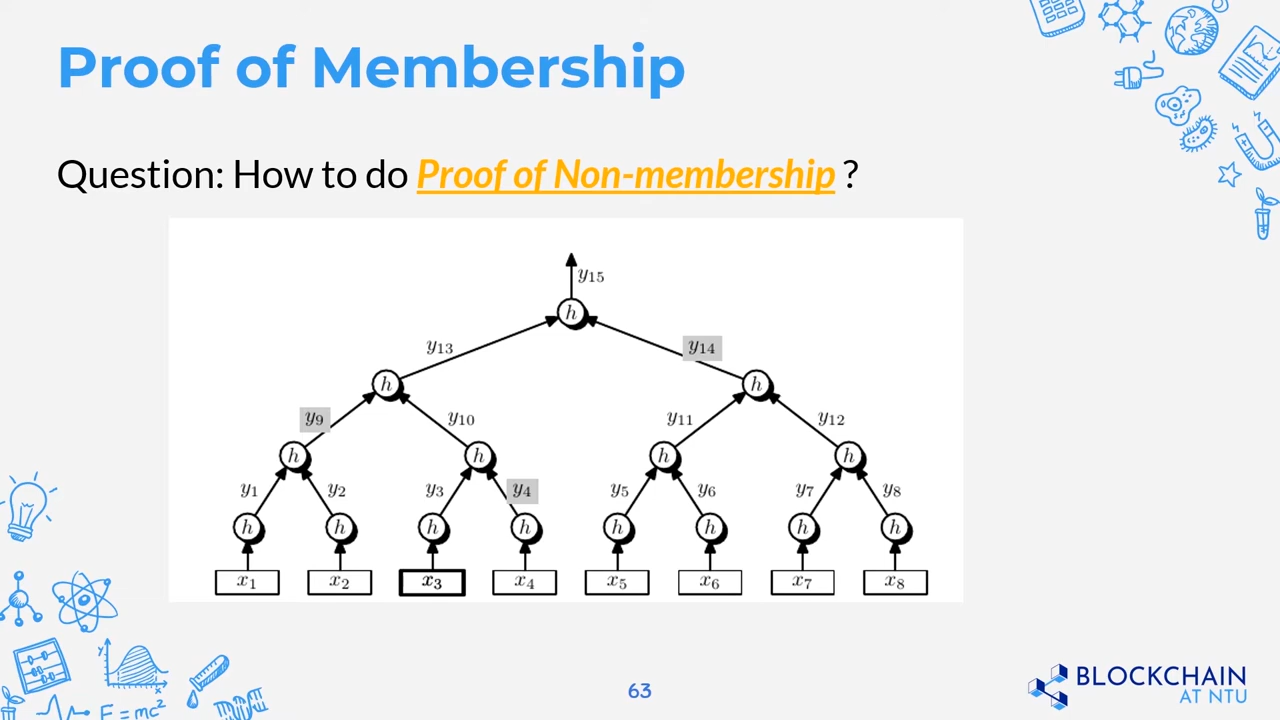 Proof of Membership
Question: How to do Proof of Non-membership ?
y15
h
y13
y14
h
h
y9
y10
y11
y12
h
h
h
h
y1
y2
y3
y4
y5
y6
y7
y8
h
h
h
h
h
h
h
h
x1
x2
x3
x4
x5
x6
x7
x8
y
x
E = mc²
63
BLOCKCHAIN
AT NTU